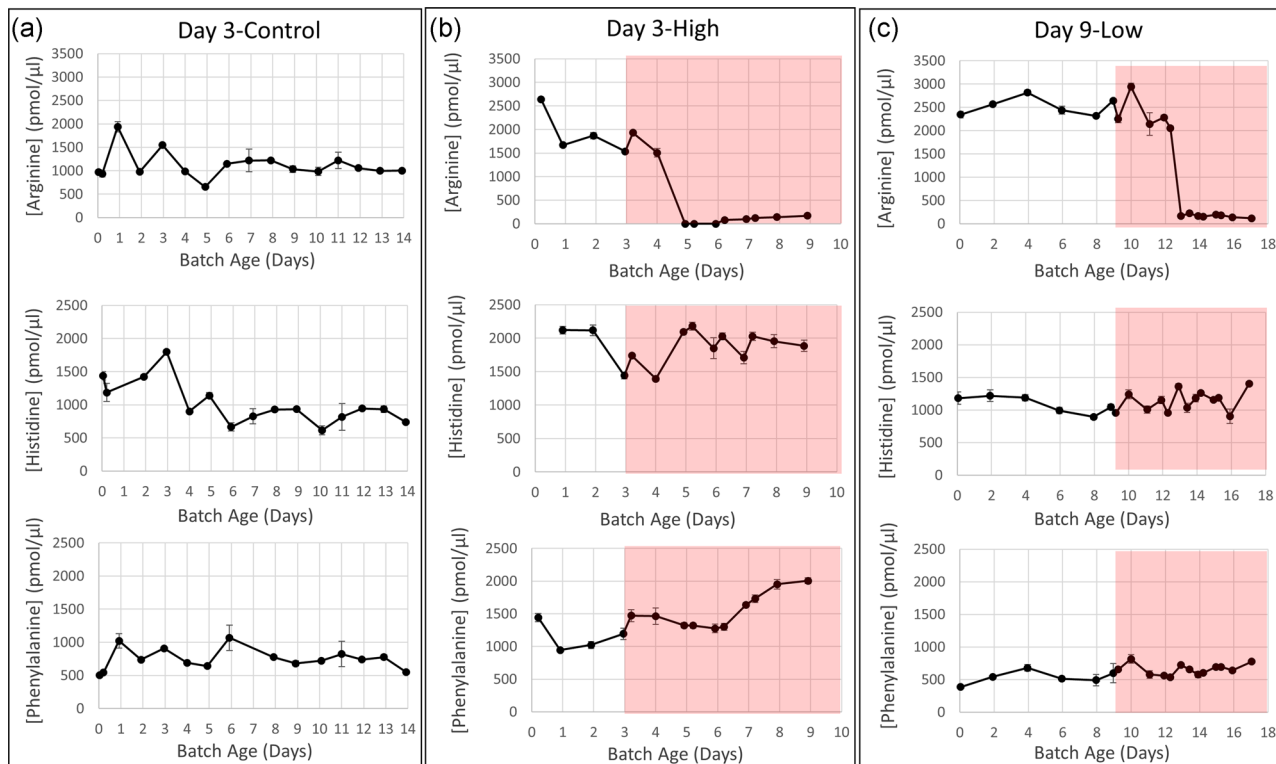 (a) Day 3-Control
[Arginine] (pmol/µl)
3500
3000
2500
2000
1500
1000
500
0
0 1 2 3 4 5 6 7 8 9 10 11 12 13 14
Batch Age (Days)
[Histidine] (pmol/µl)
2500
2000
1500
1000
500
0
0 1 2 3 4 5 6 7 8 9 10 11 12 13 14
Batch Age (Days)
[Phenylalanine] (pmol/µl)
2500
2000
1500
1000
500
0
0 1 2 3 4 5 6 7 8 9 10 11 12 13 14
Batch Age (Days)
(b) Day 3-High
[Arginine] (pmol/µl)
3500
3000
2500
2000
1500
1000
500
0
0 1 2 3 4 5 6 7 8 9 10
Batch Age (Days)
[Histidine] (pmol/µl)
2500
2000
1500
1000
500
0
0 1 2 3 4 5 6 7 8 9 10
Batch Age (Days)
[Phenylalanine] (pmol/µl)
2500
2000
1500
1000
500
0
0 1 2 3 4 5 6 7 8 9 10
Batch Age (Days)
(c) Day 9-Low
[Arginine] (pmol/µl)
3500
3000
2500
2000
1500
1000
500
0
0 2 4 6 8 10 12 14 16 18
Batch Age (Days)
[Histidine] (pmol/µl)
2500
2000
1500
1000
500
0
0 2 4 6 8 10 12 14 16 18
Batch Age (Days)
[Phenylalanine] (pmol/µl)
2500
2000
1500
1000
500
0
0 2 4 6 8 10 12 14 16 18
Batch Age (Days)